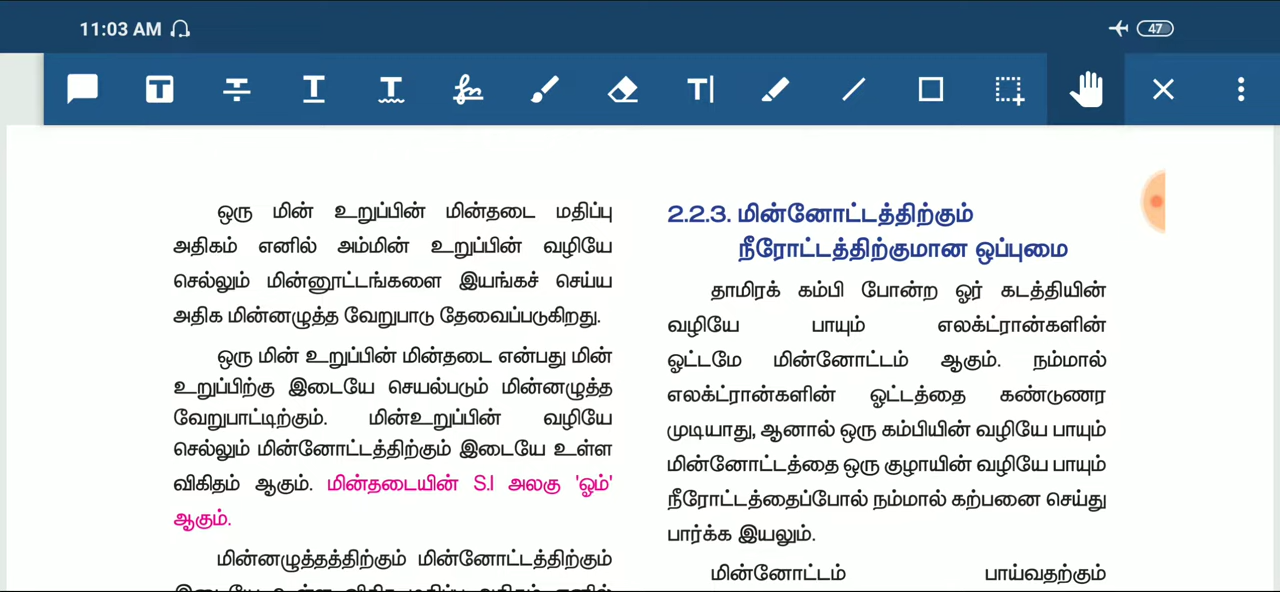 11:03 AM
47
ஒரு மின் உறுப்பின் மின்தடை மதிப்பு
அதிகம் எனில் அம்மின் உறுப்பின் வழியே
செல்லும் மின்னூட்டங்களை இயங்கச் செய்ய
அதிக மின்னழுத்த வேறுபாடு தேவைப்படுகிறது.
ஒரு மின் உறுப்பின் மின்தடை என்பது மின்
உறுப்பிற்கு இடையே செயல்படும் மின்னழுத்த
வேறுபாட்டிற்கும். மின்உறுப்பின் வழியே
செல்லும் மின்னோட்டத்திற்கும் இடையே உள்ள
விகிதம் ஆகும். மின்தடையின் S.I அலகு 'ஓம்'
ஆகும்.
மின்னழுத்தத்திற்கும் மின்னோட்டத்திற்கும்
2.2.3. மின்னோட்டத்திற்கும்
நீரோட்டத்திற்குமான ஒப்புமை
தாமிரக் கம்பி போன்ற ஓர் கடத்தியின்
வழியே பாயும் எலக்ட்ரான்களின்
ஓட்டமே மின்னோட்டம் ஆகும். நம்மால்
எலக்ட்ரான்களின் ஓட்டத்தை கண்டுணர
முடியாது, ஆனால் ஒரு கம்பியின் வழியே பாயும்
மின்னோட்டத்தை ஒரு குழாயின் வழியே பாயும்
நீரோட்டத்தைப்போல் நம்மால் கற்பனை செய்து
பார்க்க இயலும்.
மின்னோட்டம் பாய்வதற்கும்